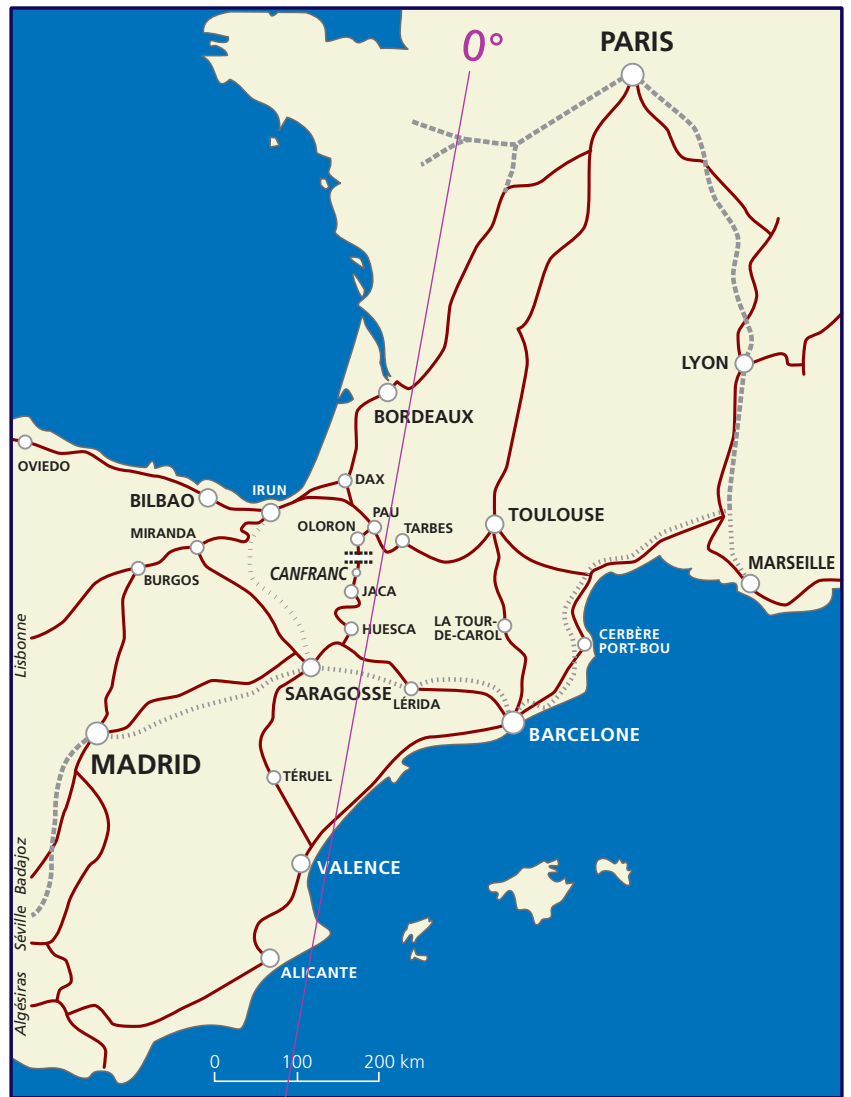 0°
PARIS
LYON
BORDEAUX
OVIEDO
DAX
BILBAO
IRUN
PAU
TOULOUSE
OLORON
TARBES
MIRANDA
MARSEILLE
CANFRANC
BURGOS
JACA
Lisbonne
HUESCA
LA TOUR-
DE-CAROL
CERBÈRE
PORT-BOU
SARAGOSSE
LÉRIDA
BARCELONE
MADRID
TÉRUEL
Badajoz
VALENCE
Séville
ALICANTE
Algésiras
0 100 200 km